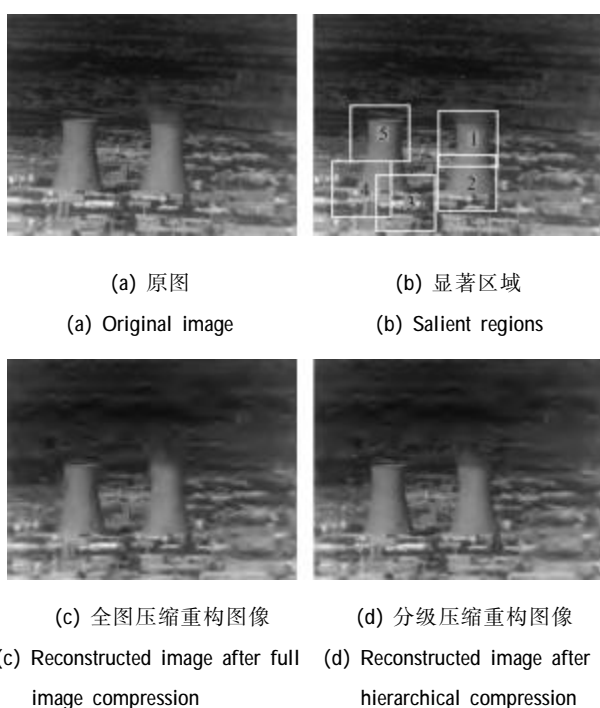 5
1
4
2
3
(a) 原图
(a) Original image
(b) 显著区域
(b) Salient regions
(c) 全图压缩重构图像
(c) Reconstructed image after full
image compression
(d) 分级压缩重构图像
(d) Reconstructed image after
hierarchical compression